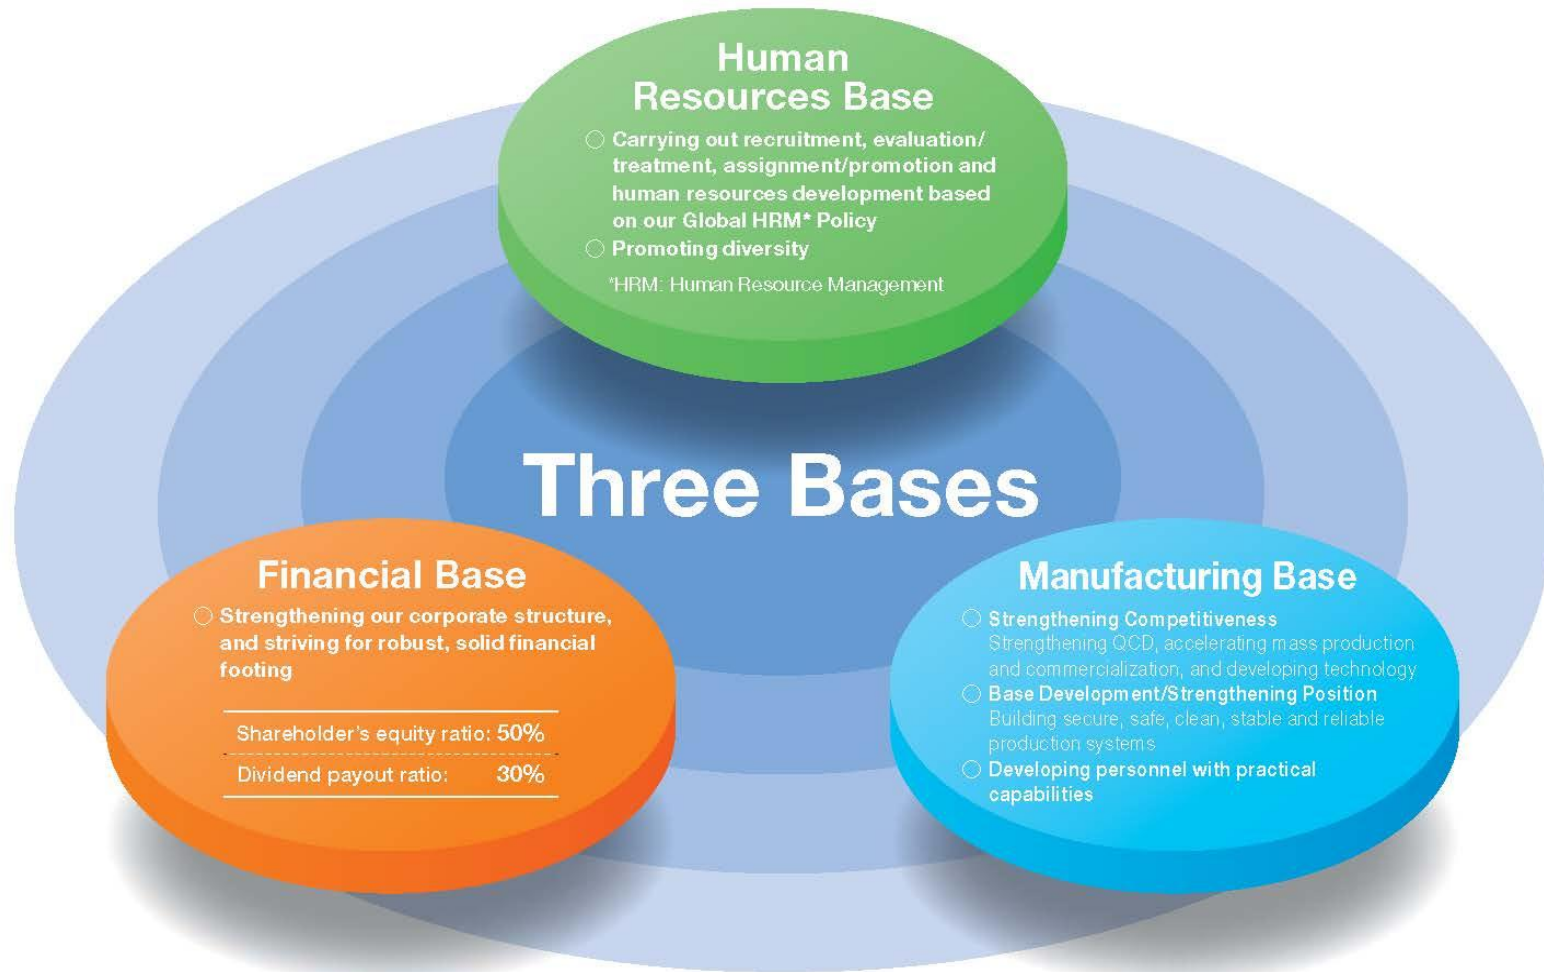 Human
Resources Base
○ Carrying out recruitment, evaluation/
treatment, assignment/promotion and
human resources development based
on our Global HRM* Policy
○ Promoting diversity
*HRM: Human Resource Management
Three Bases
Financial Base
○ Strengthening our corporate structure,
and striving for robust, solid financial
footing
Shareholder's equity ratio: 50%
Dividend payout ratio: 30%
Manufacturing Base
○ Strengthening Competitiveness
Strengthening QCD, accelerating mass production
and commercialization, and developing technology
○ Base Development/Strengthening Position
Building secure, safe, clean, stable and reliable
production systems
○ Developing personnel with practical
capabilities